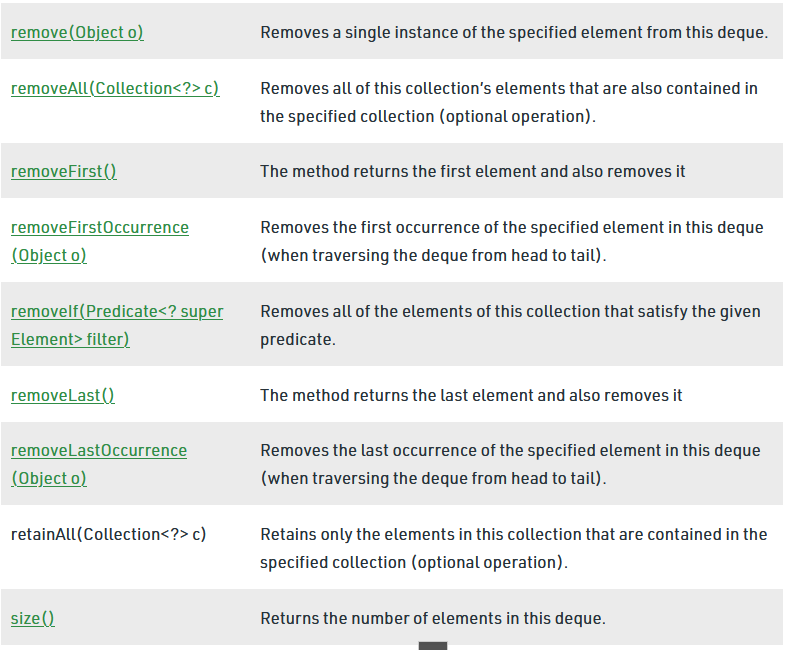 remove(Object o) Removes a single instance of the specified element from this deque.
removeAll(Collection<?> c) Removes all of this collection’s elements that are also contained in
the specified collection (optional operation).
removeFirst() The method returns the first element and also removes it
removeFirstOccurrence Removes the first occurrence of the specified element in this deque
(Object o) (when traversing the deque from head to tail).
removeIf(Predicate<? super Removes all of the elements of this collection that satisfy the given
Element> filter) predicate.
removeLast() The method returns the last element and also removes it
removeLastOccurrence Removes the last occurrence of the specified element in this deque
(Object o) (when traversing the deque from head to tail).
retainAll(Collection<?> c) Retains only the elements in this collection that are contained in the
specified collection (optional operation).
size() Returns the number of elements in this deque.